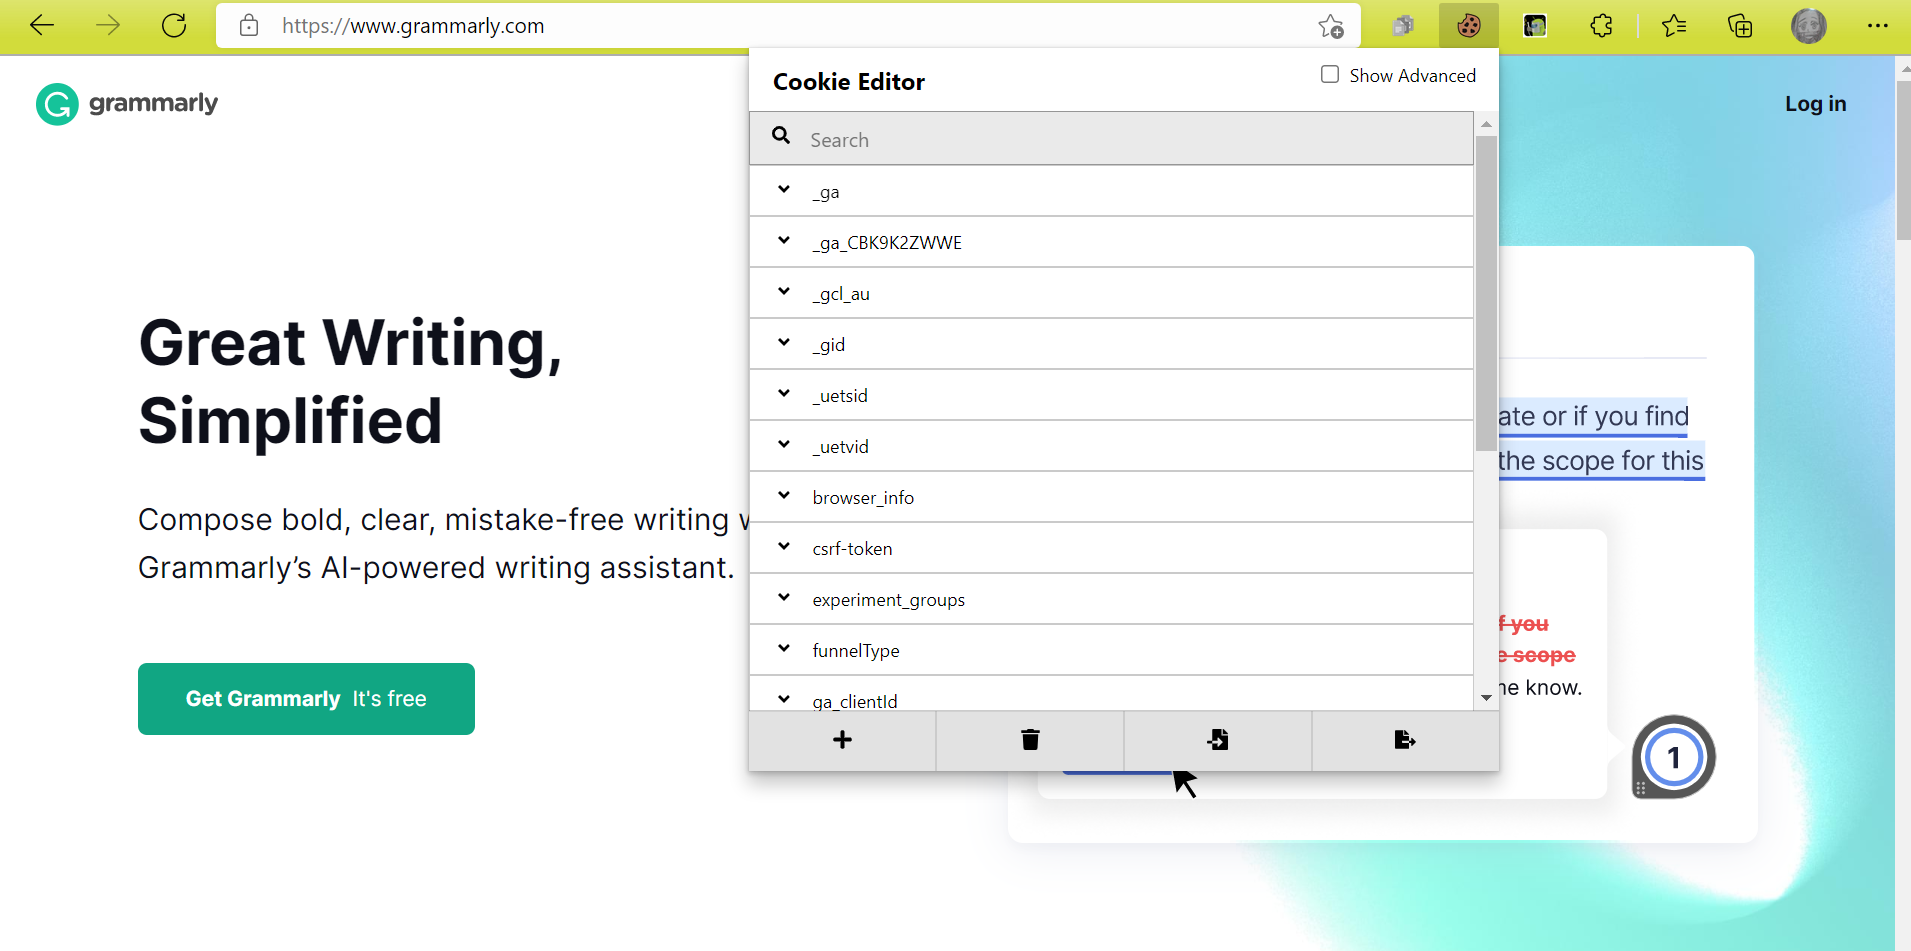 https://www.grammarly.com
Cookie Editor
Show Advanced
grammarly
Log in
Search
_ga
_ga_CBK9K2ZWWE
_gcl_au
_gid
_uetsid
_uetvid
browser_info
csrf-token
experiment_groups
funnelType
ga_clientId
Great Writing,
Simplified
Compose bold, clear, mistake-free writing
Grammarly's AI-powered writing assistant.
Get Grammarly It's free
or if you find
the scope for this
you
scope
know.
1